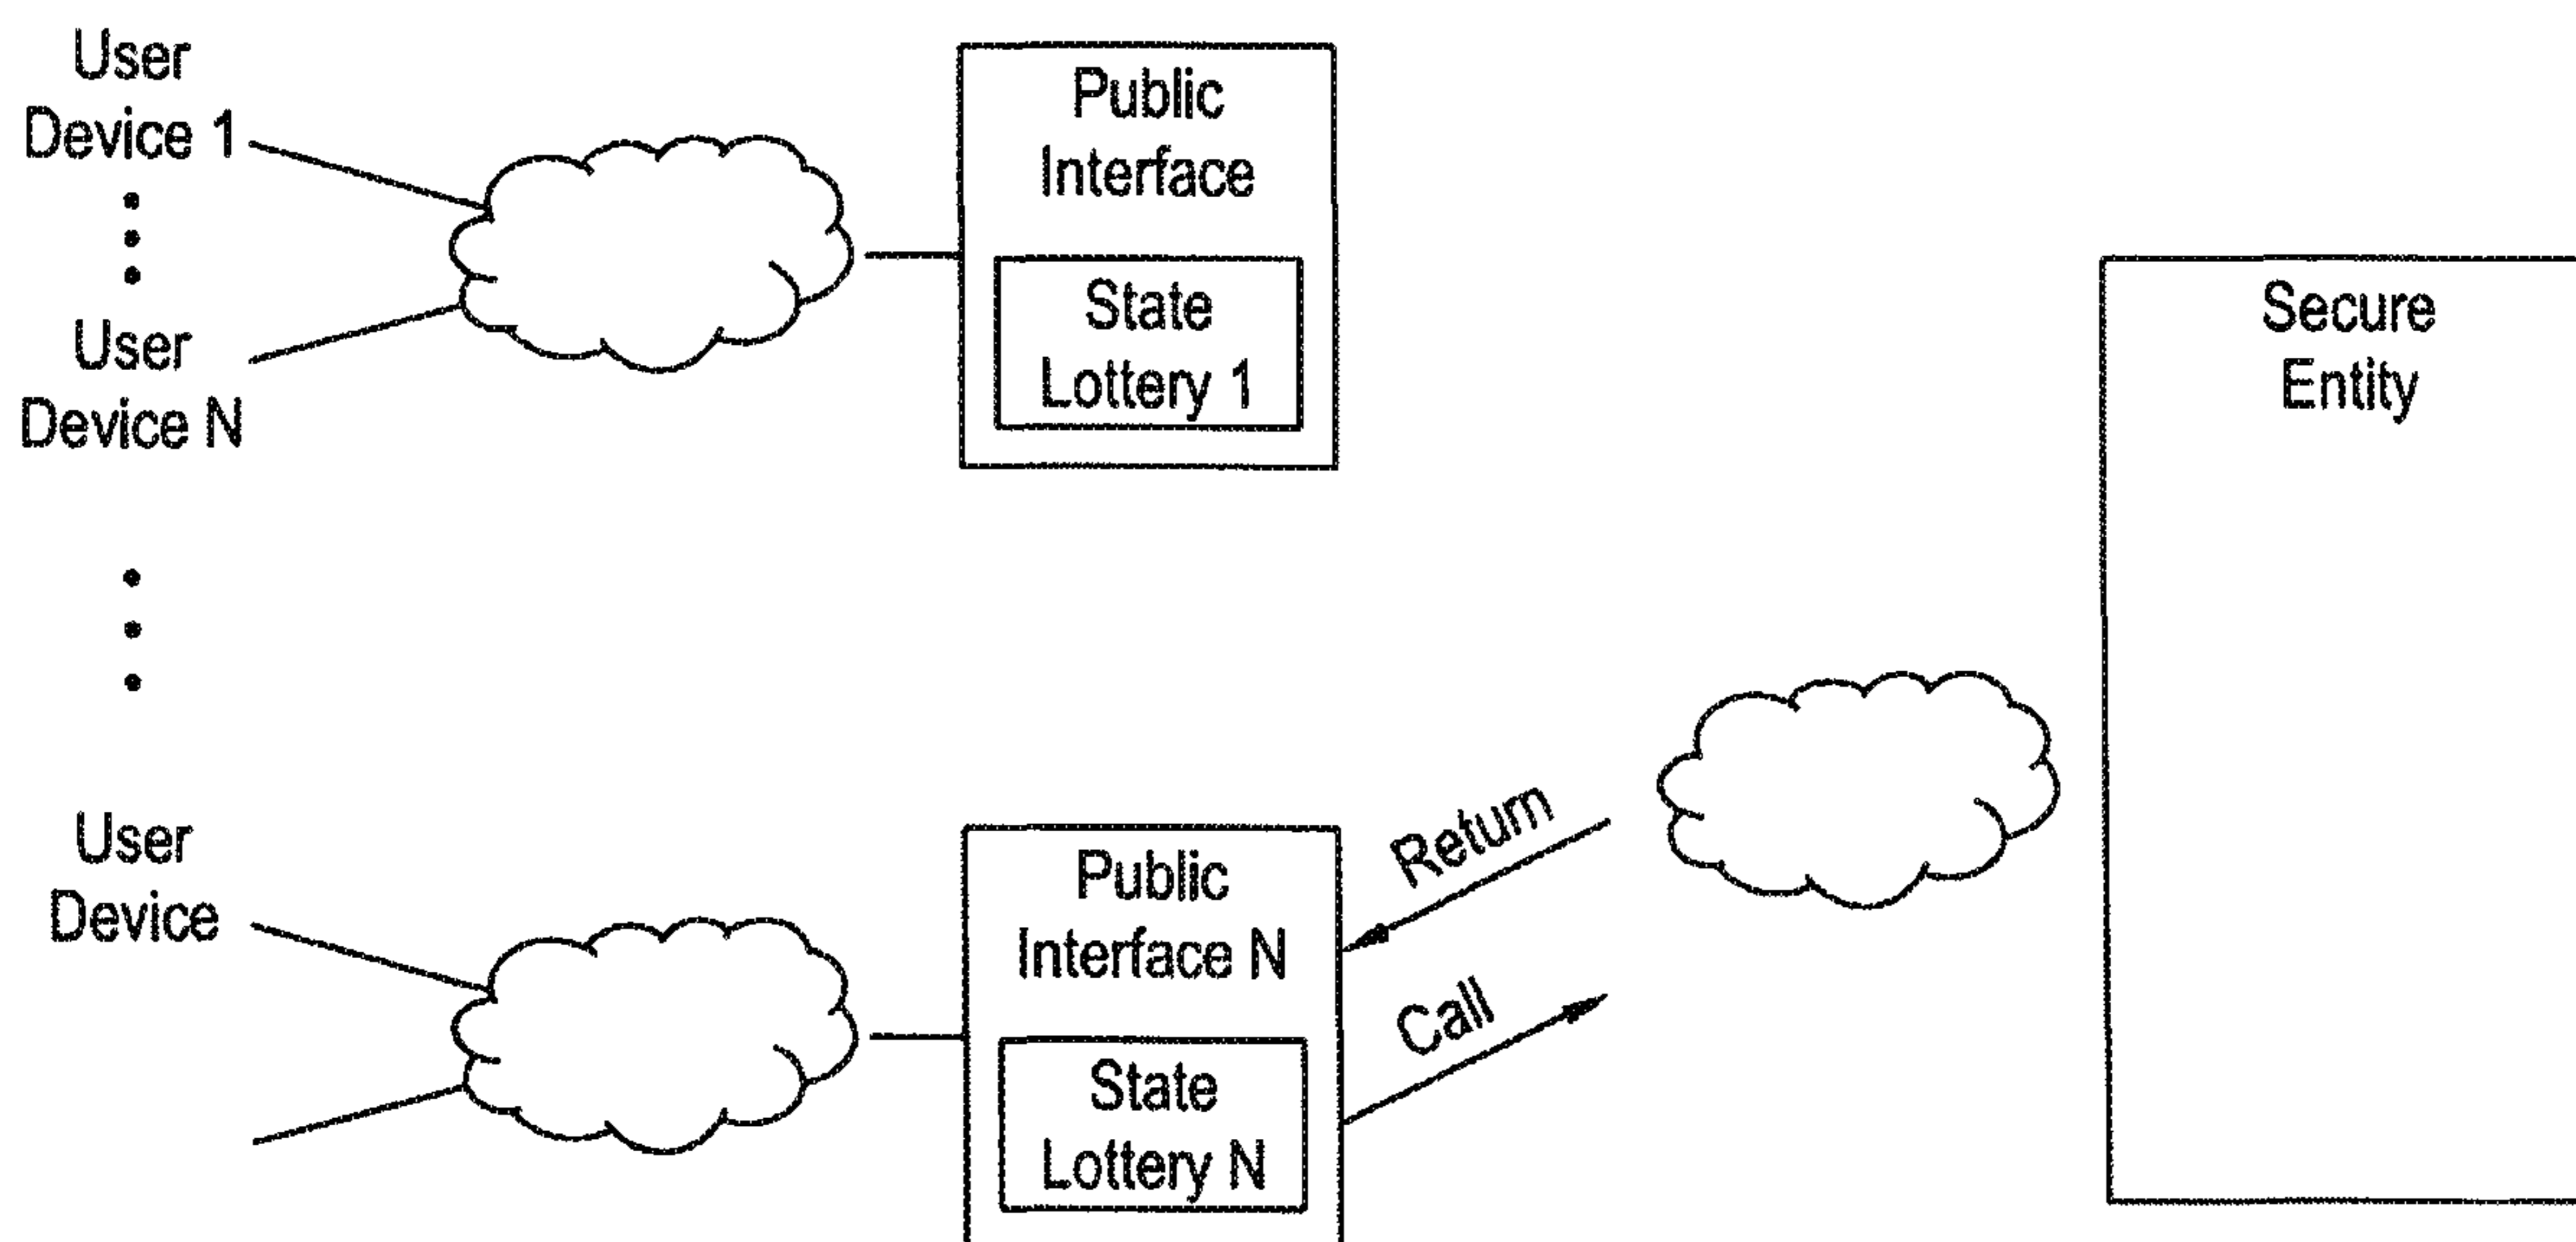 User
Device 1
User
Device N
Public
Interface
State
Lottery 1
Secure
Entity
User
Device
Public
Interface N
State
Lottery N
Return
Call